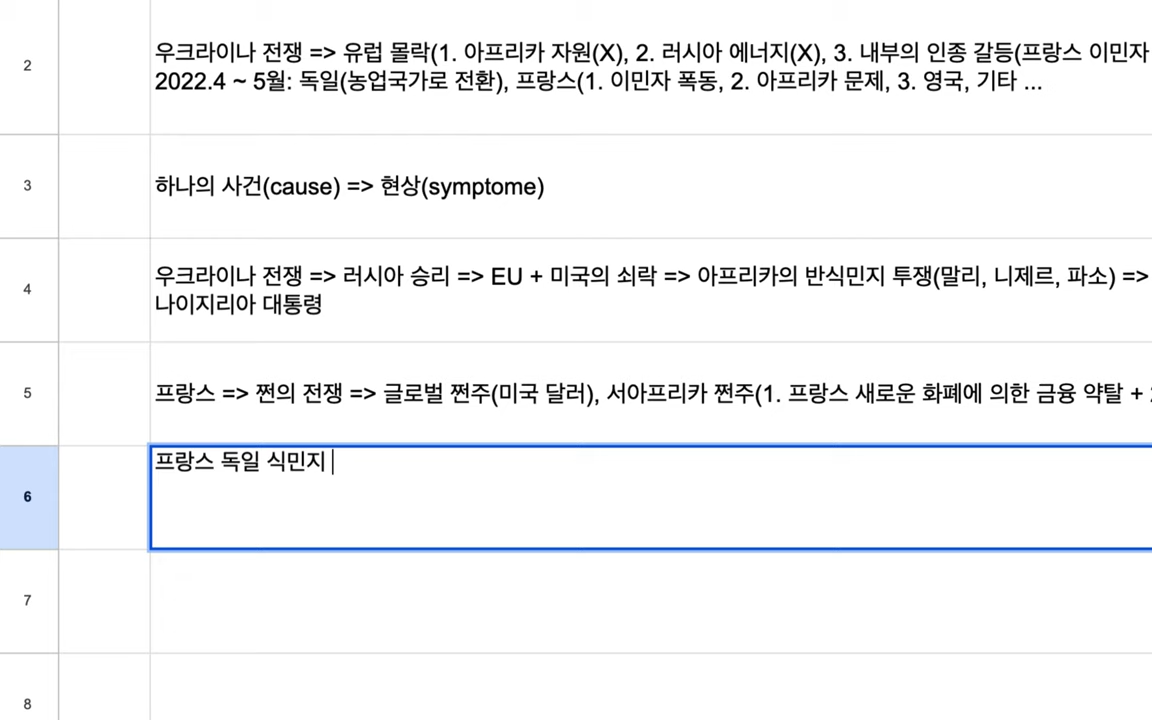 2
우크라이나 전쟁 => 유럽 몰락(1. 아프리카 자원(X), 2. 러시아 에너지(X), 3. 내부의 인종 갈등(프랑스 이민자
2022.4 ~ 5월: 독일(농업국가로 전환), 프랑스(1. 이민자 폭동, 2. 아프리카 문제, 3. 영국, 기타 ...
3
하나의 사건(cause) => 현상(symptome)
4
우크라이나 전쟁 => 러시아 승리 => EU + 미국의 쇠락 => 아프리카의 반식민지 투쟁(말리, 니제르, 파소) =>
나이지리아 대통령
5
프랑스 => 쩐의 전쟁 => 글로벌 쩐주(미국 달러), 서아프리카 쩐주(1. 프랑스 새로운 화폐에 의한 금융 약탈 +
6
프랑스 독일 식민지
7
8